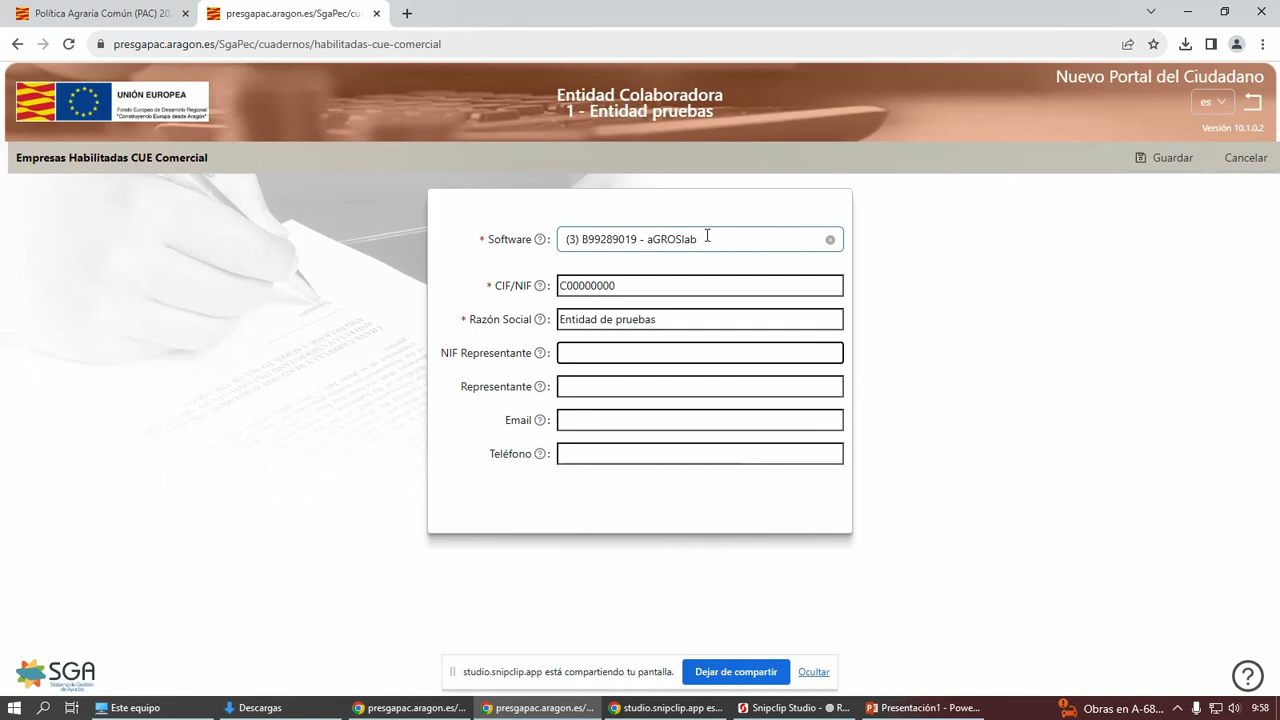 Política Agraria Común (PAC) 20.
presgapac.aragon.es/SgaPec/cu
presgapac.aragon.es/SgaPec/cuadernos/habilitadas-cue-comercial
UNIÓN EUROPEA
Fondo Europeo de Desarrollo Regional
"Construyendo Europa desde Aragón"
Entidad Colaboradora
1 - Entidad pruebas
Nuevo Portal del Ciudadano
es
Versión 10.1.0.2
Empresas Habilitadas CUE Comercial
Guardar
Cancelar
* Software ? : (3) B99289019 - aGROSlab
* CIF/NIF ? : C00000000
* Razón Social ? : Entidad de pruebas
NIF Representante ? :
Representante ? :
Email ? :
Teléfono ? :
SGA
Sistema de Gestión
de Ayudas
studio.snipclip.app está compartiendo tu pantalla.
Dejar de compartir
Ocultar
?
Este equipo
Descargas
presgapac.aragon.es/...
presgapac.aragon.es/...
studio.snipclip.app es...
Snipclip Studio - ● R...
Presentación1 - Powe...
Obras en A-68...
9:58